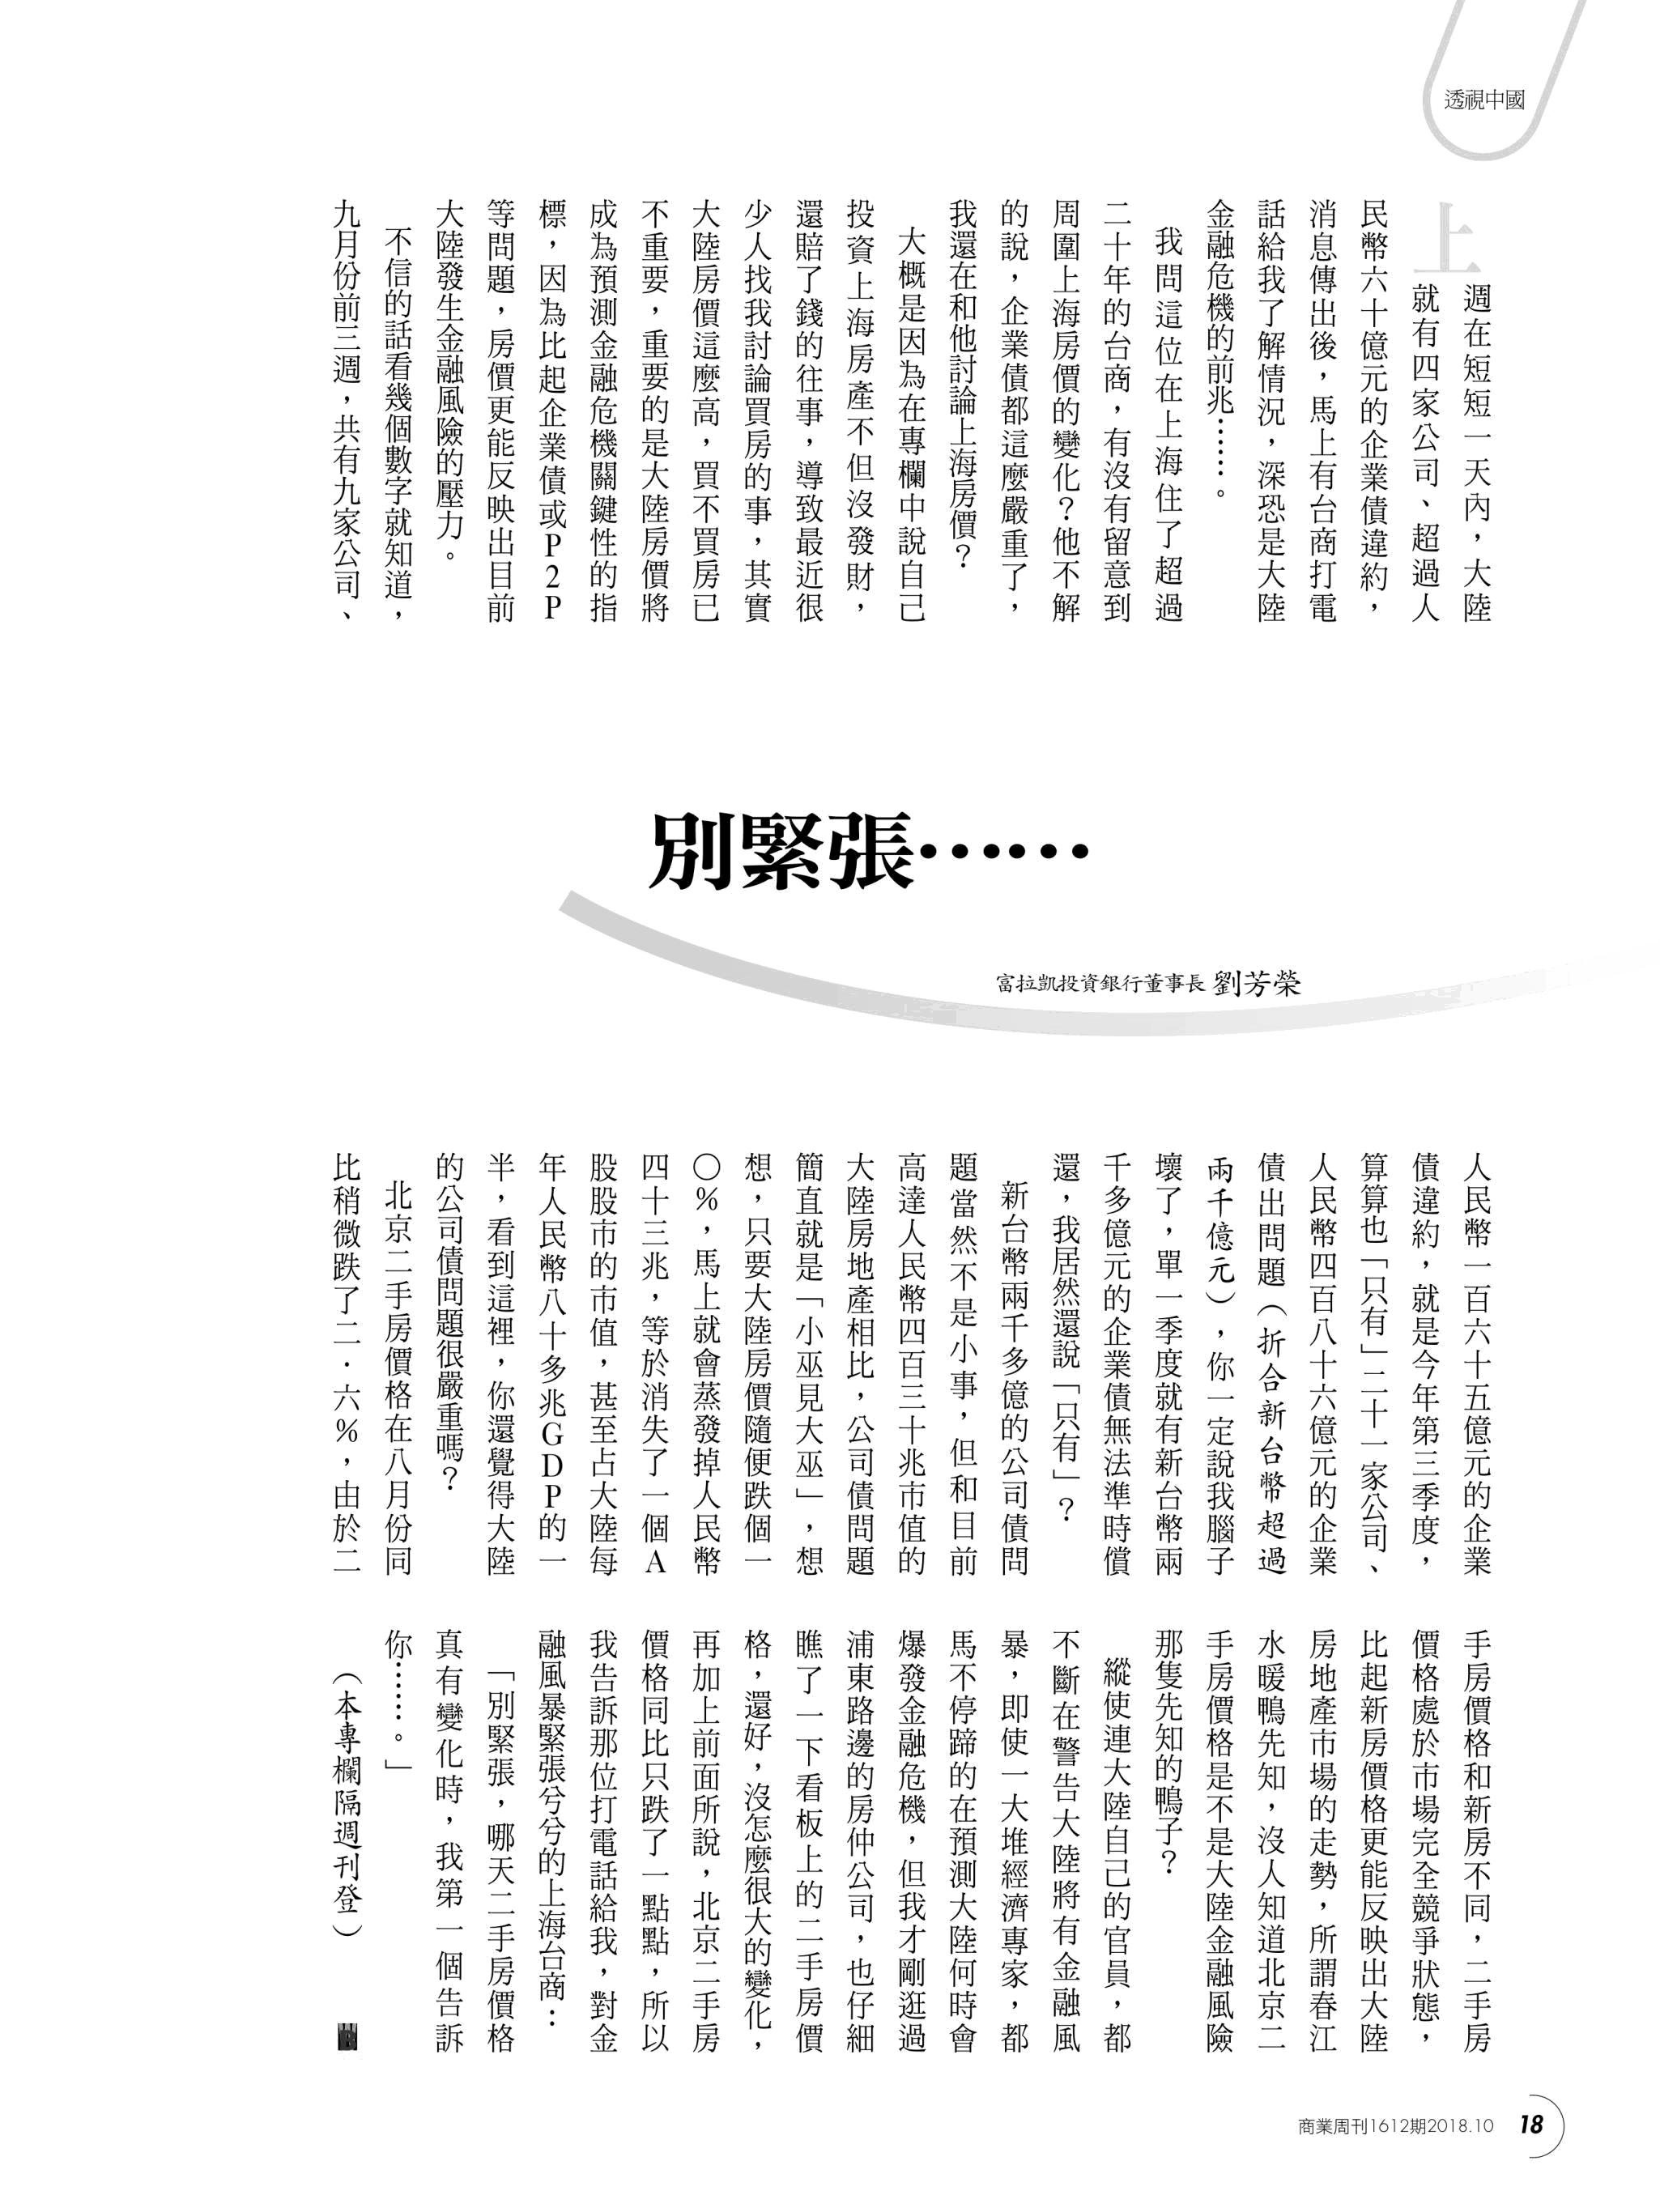 透視中國
上週在短短一天內，大陸
就有四家公司、超過人
民幣六十億元的企業債違約，
消息傳出後，馬上有台商打電
話給我了解情況，深恐是大陸
金融危機的前兆……。
我問這位在上海住了超過
二十年的台商，有沒有留意到
周圍上海房價的變化？他不解
的說，企業債都這麼嚴重了，
我還在和他討論上海房價？
大概是因為在專欄中說自己
投資上海房產不但沒發財，
還賠了錢的往事，導致最近很
少人找我討論買房的事，其實
大陸房價這麼高，買不買房已
不重要，重要的是大陸房價將
成為預測金融危機關鍵性的指
標，因為比起企業債或P2P
等問題，房價更能反映出目前
大陸發生金融風險的壓力。
不信的話看幾個數字就知道，
九月份前三週，共有九家公司、
別緊張……
富拉凱投資銀行董事長 劉芳榮
人民幣一百六十五億元的企業
債違約，就是今年第三季度，
算算也「只有」二十一家公司、
人民幣四百八十六億元的企業
債出問題（折合新台幣超過
兩千億元），你一定說我腦子
壞了，單一季度就有新台幣兩
千多億元的企業債無法準時償
還，我居然還說「只有」？
新台幣兩千多億的公司債問
題當然不是小事，但和目前
高達人民幣四百三十兆市值的
大陸房地產相比，公司債問題
簡直就是「小巫見大巫」，想
想，只要大陸房價隨便跌個一
○％，馬上就會蒸發掉人民幣
四十三兆，等於消失了一個A
股股市的市值，甚至占大陸每
年人民幣八十多兆GDP的一
半，看到這裡，你還覺得大陸
的公司債問題很嚴重嗎？
北京二手房價格在八月份同
比稍微跌了二．六％，由於二
手房價格和新房不同，二手房
價格處於市場完全競爭狀態，
比起新房價格更能反映出大陸
房地產市場的走勢，所謂春江
水暖鴨先知，沒人知道北京二
手房價格是不是大陸金融風險
那隻先知的鴨子？
縱使連大陸自己的官員，都
不斷在警告大陸將有金融風
暴，即使一大堆經濟專家，都
馬不停蹄的在預測大陸何時會
爆發金融危機，但我才剛逛過
浦東路邊的房仲公司，也仔細
瞧了一下看板上的二手房價
格，還好，沒怎麼很大的變化，
再加上前面所說，北京二手房
價格同比只跌了一點點，所以
我告訴那位打電話給我，對金
融風暴緊張兮兮的上海台商：
「別緊張，哪天二手房價格
真有變化時，我第一個告訴
你……。」
（本專欄隔週刊登）
商業周刊1612期2018.10 18